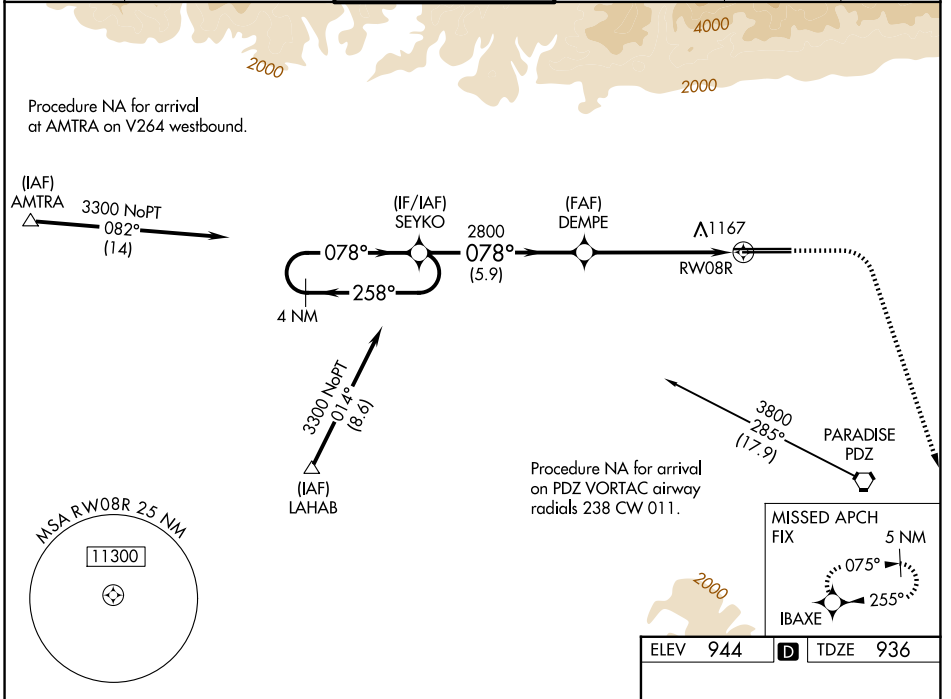 4000
2000
2000
Procedure NA for arrival
at AMTRA on V264 westbound.
(IAF)
AMTRA
3300 NoPT
082°
(14)
(IF/IAF)
SEYKO
078°
258°
4 NM
2800
078°
(5.9)
(FAF)
DEMPE
1167
RW08R
3300 NoPT
014°
(8.6)
(IAF)
LAHAB
3800
285°
(17.9)
PARADISE
PDZ
Procedure NA for arrival
on PDZ VORTAC airway
radials 238 CW 011.
MSA RW08R 25 NM
11300
2000
MISSED APCH
FIX
5 NM
075°
255°
IBAXE
ELEV 944 D TDZE 936